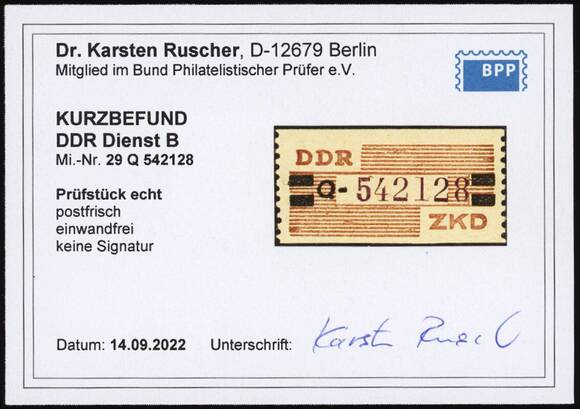 Dr. Karsten Ruscher, D-12679 Berlin
Mitglied im Bund Philatelistischer Prüfer e.V.
BPP
KURZBEFUND
DDR Dienst B
Mi.-Nr. 29 Q 542128
Prüfstück echt
postfrisch
einwandfrei
keine Signatur
DDR
Q-542128
ZKD
Datum: 14.09.2022 Unterschrift: Karsten Ruscher